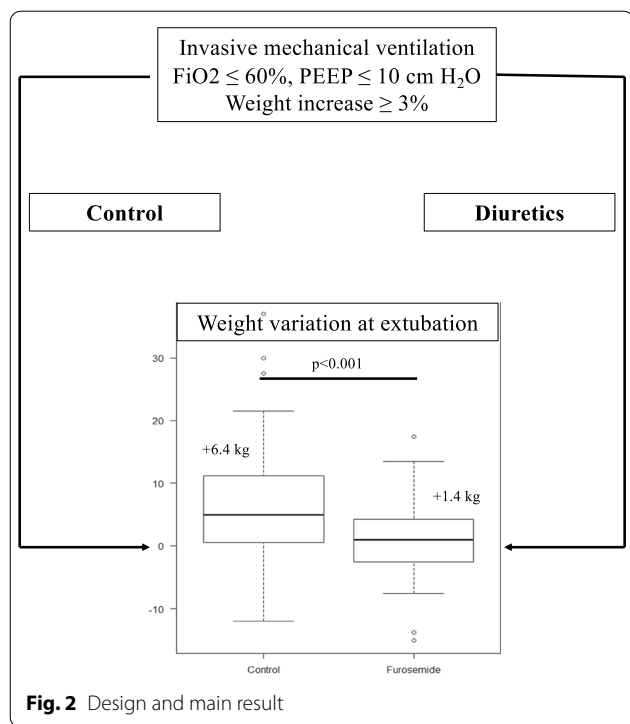 Invasive mechanical ventilation
FiO2 ≤ 60%, PEEP ≤ 10 cm H₂O
Weight increase ≥ 3%
Control
Diuretics
Weight variation at extubation
p<0.001
30
20
+6.4 kg
10
+1.4 kg
0
-10
Control
Furosemide
Fig. 2 Design and main result